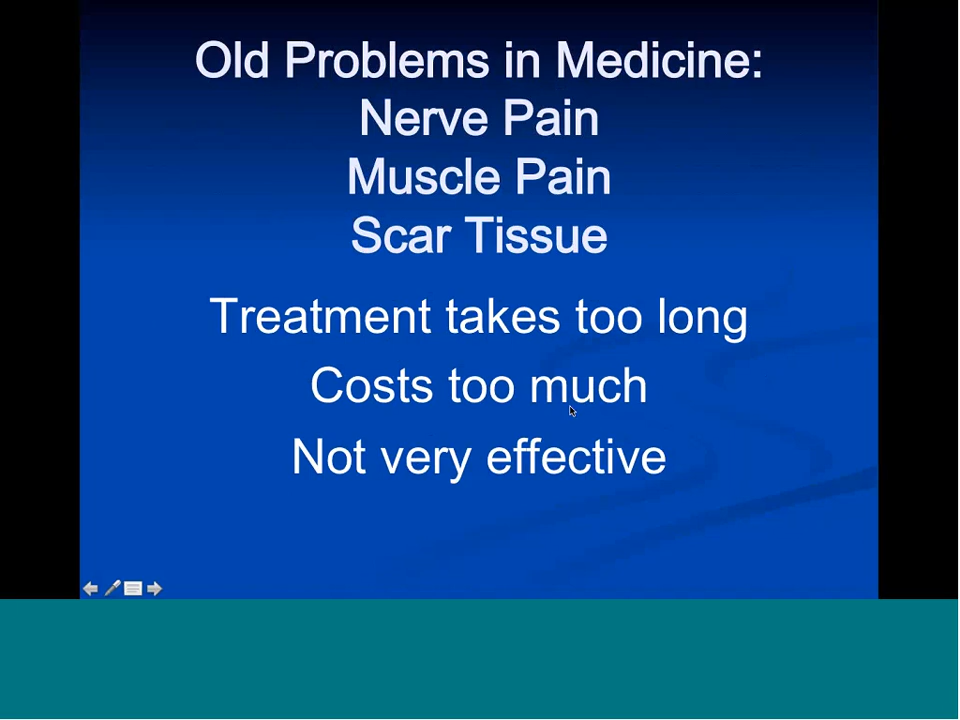 Old Problems in Medicine:
Nerve Pain
Muscle Pain
Scar Tissue
Treatment takes too long
Costs too much
Not very effective